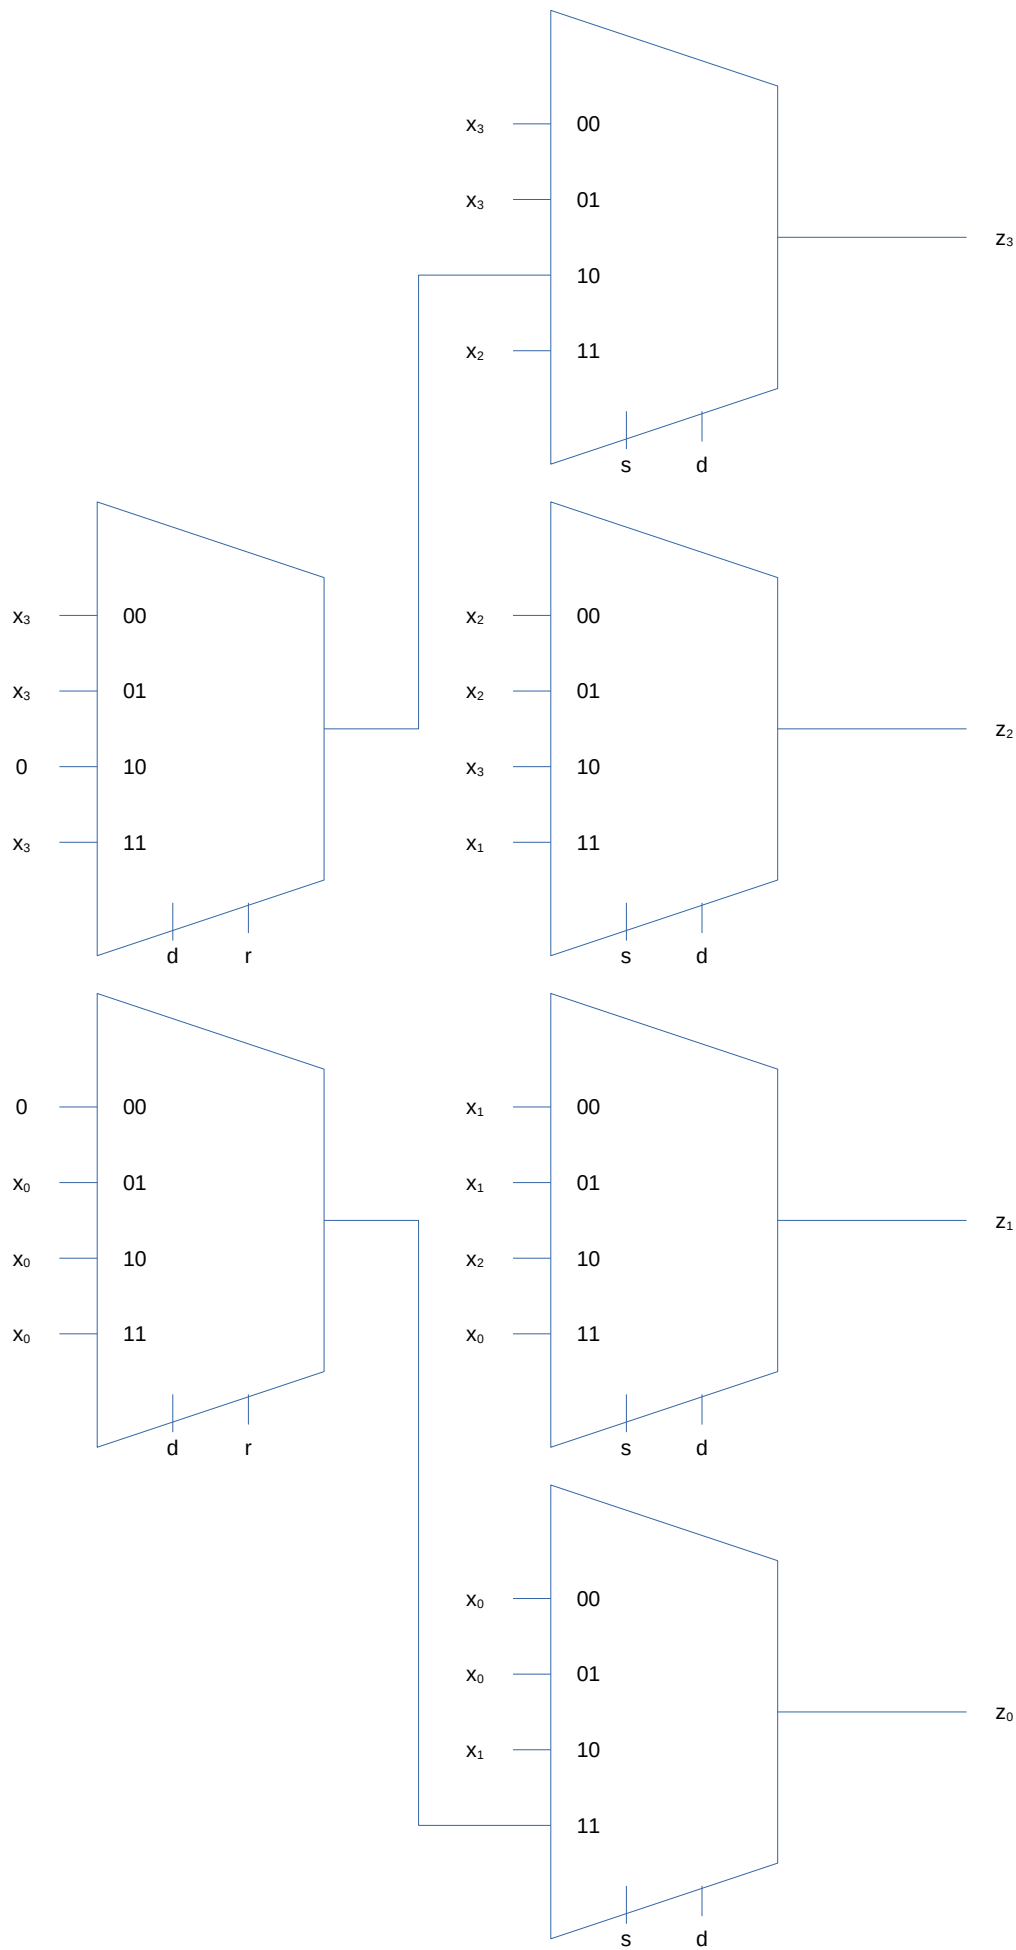 x₃ 00
x₃ 01
z₃
10
x₂ 11
s d
x₃ 00 x₂ 00
x₃ 01 x₂ 01
z₂
0 10 x₃ 10
x₃ 11 x₁ 11
d r s d
0 00 x₁ 00
x₀ 01 x₁ 01
z₁
x₀ 10 x₂ 10
x₀ 11 x₀ 11
d r s d
x₀ 00
x₀ 01
z₀
x₁ 10
11
s d